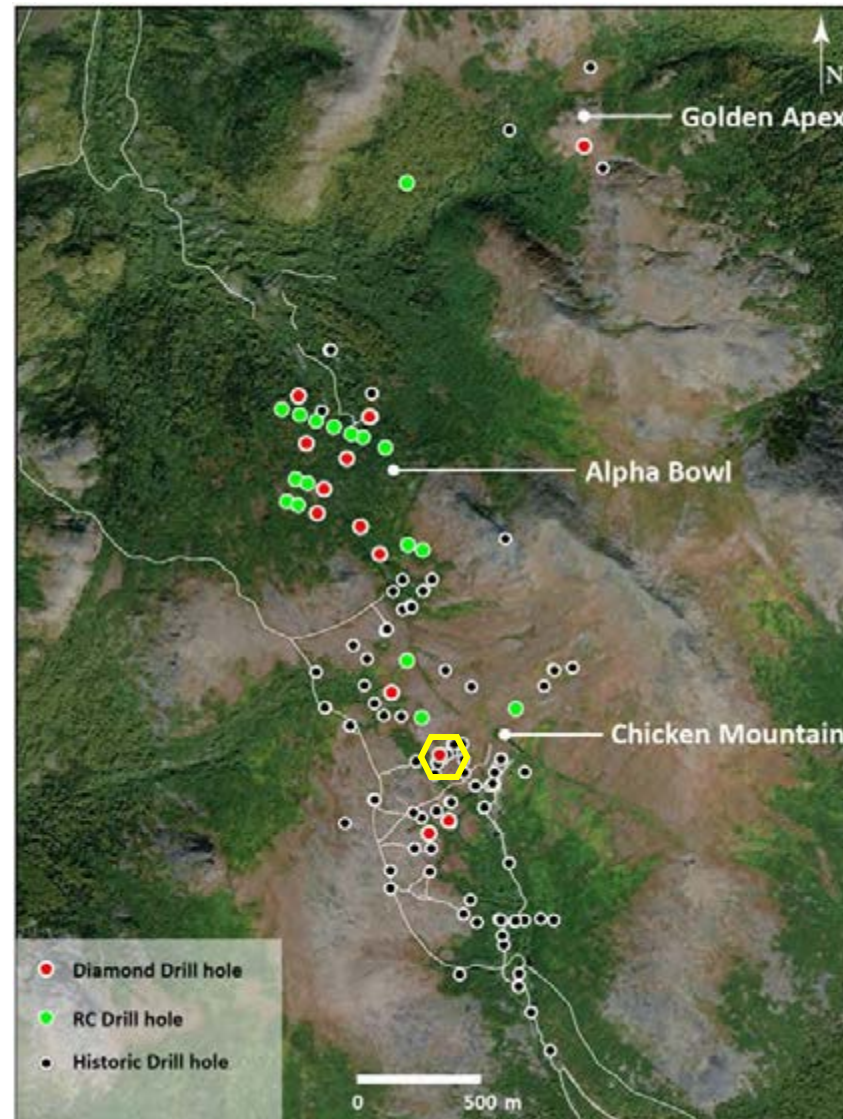 N
Golden Apex
Alpha Bowl
Chicken Mountain
Diamond Drill hole
RC Drill hole
Historic Drill hole
0 500 m